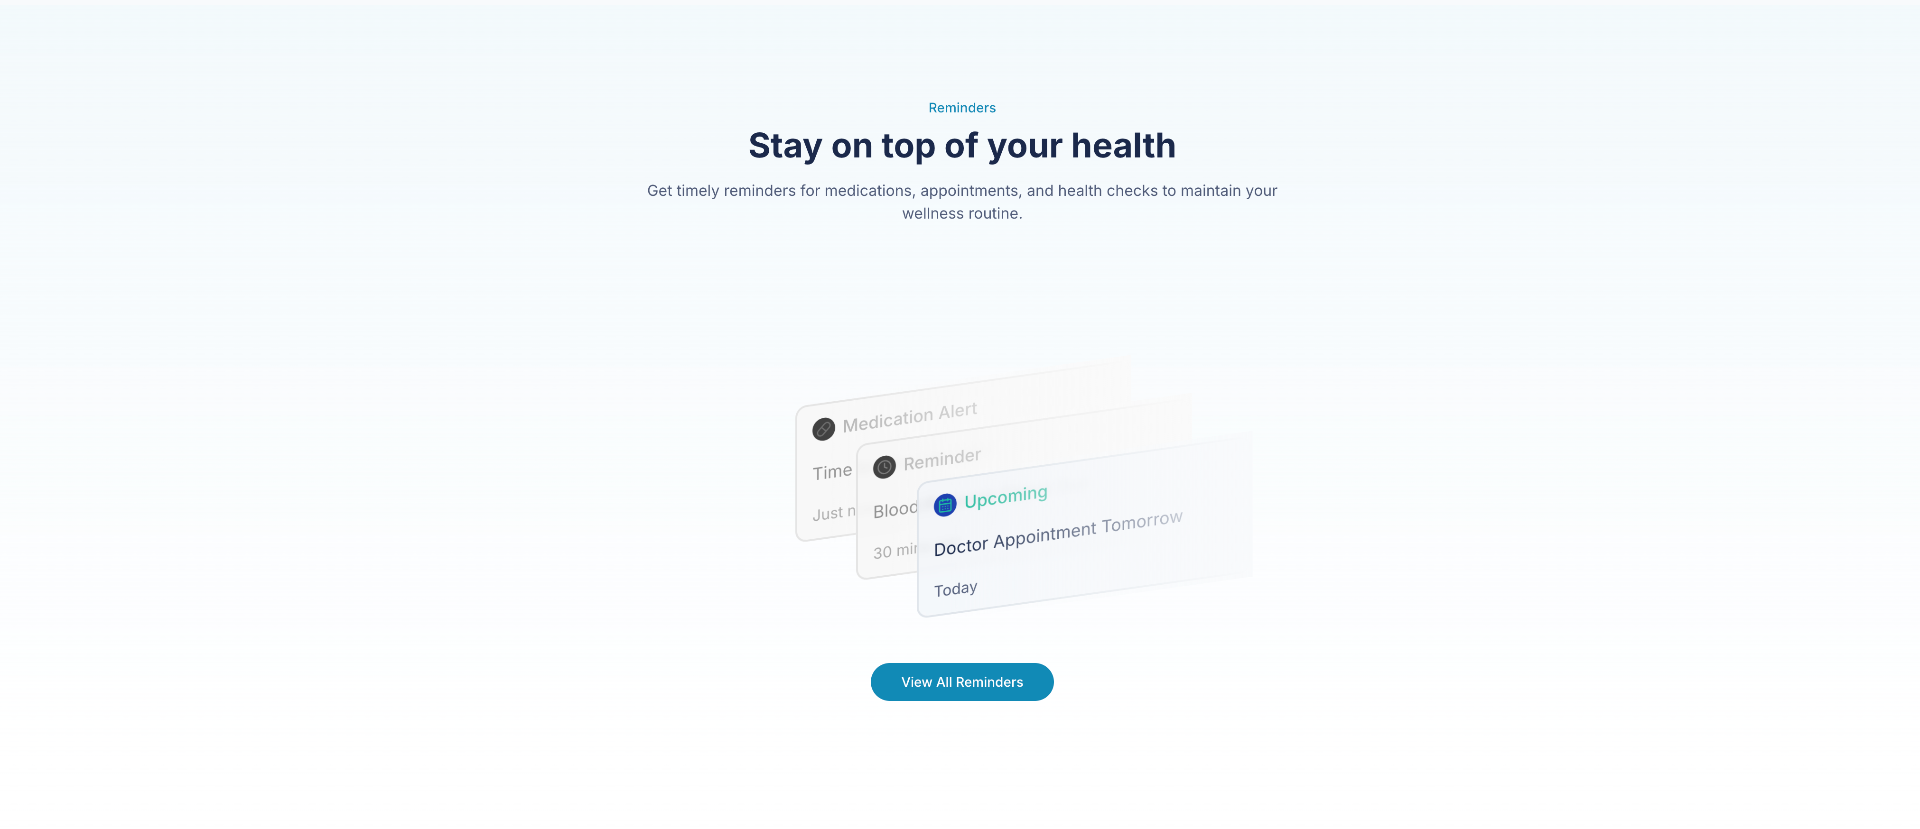 Reminders
Stay on top of your health
Get timely reminders for medications, appointments, and health checks to maintain your
wellness routine.
Medication Alert
Time
Just
Reminder
Blood
30
Upcoming
Doctor Appointment Tomorrow
Today
View All Reminders